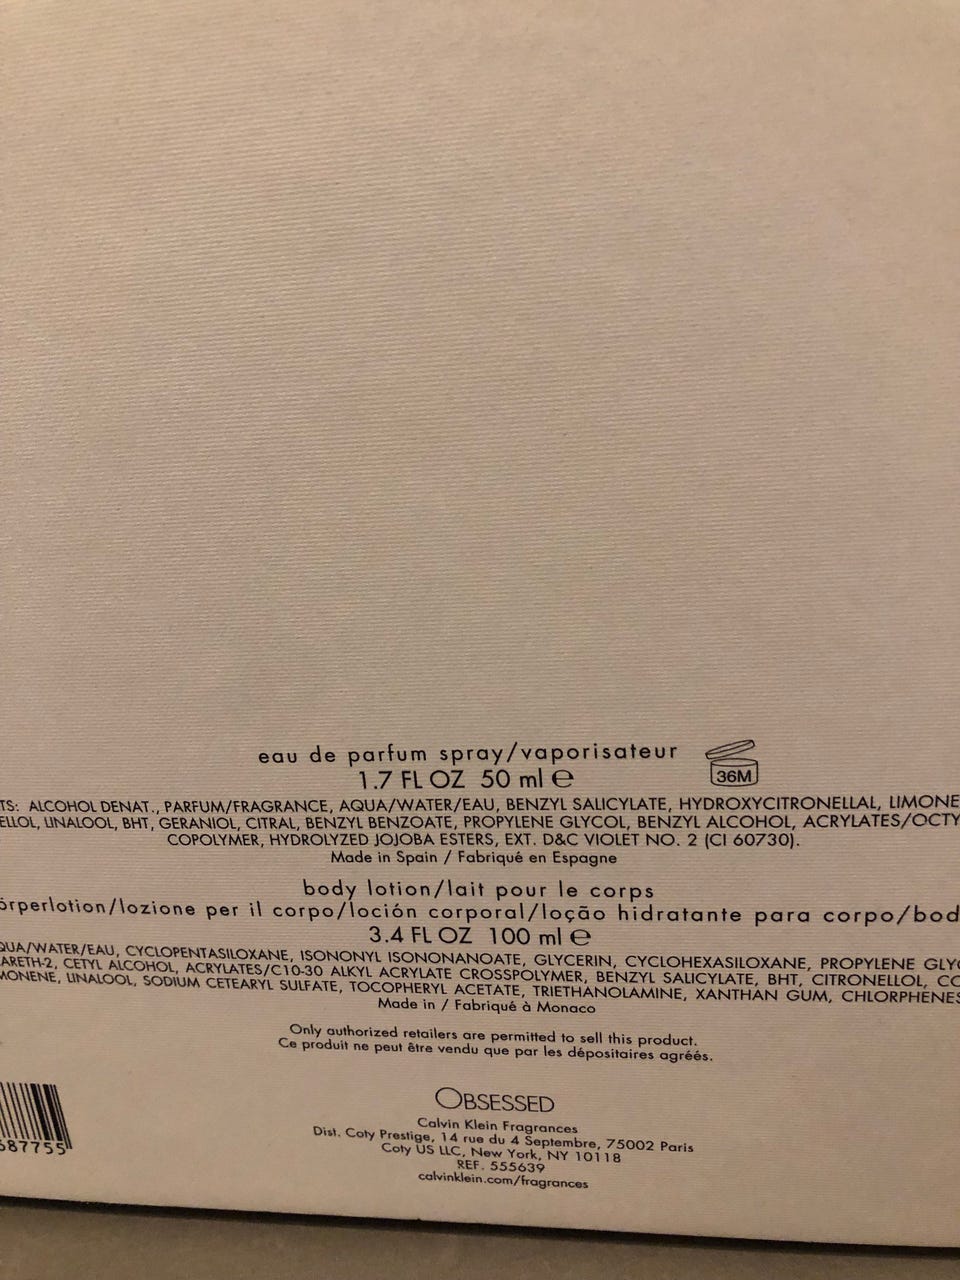 eau de parfum spray/vaporisateur
1.7 FL OZ 50 ml ℮
36M
TS: ALCOHOL DENAT., PARFUM/FRAGRANCE, AQUA/WATER/EAU, BENZYL SALICYLATE, HYDROXYCITRONELLAL, LIMONE
ELLOL, LINALOOL, BHT, GERANIOL, CITRAL, BENZYL BENZOATE, PROPYLENE GLYCOL, BENZYL ALCOHOL, ACRYLATES/OCTY
COPOLYMER, HYDROLYZED JOJOBA ESTERS, EXT. D&C VIOLET NO. 2 (CI 60730).
Made in Spain / Fabriqué en Espagne
body lotion/lait pour le corps
örperlotion/lozione per il corpo/loción corporal/loção hidratante para corpo/bod
3.4 FL OZ 100 ml ℮
QUA/WATER/EAU, CYCLOPENTASILOXANE, ISONONYL ISONONANOATE, GLYCERIN, CYCLOHEXASILOXANE, PROPYLENE GLYC
ARETH-2, CETYL ALCOHOL, ACRYLATES/C10-30 ALKYL ACRYLATE CROSSPOLYMER, BENZYL SALICYLATE, BHT, CITRONELLOL, CO
MONENE, LINALOOL, SODIUM CETEARYL SULFATE, TOCOPHERYL ACETATE, TRIETHANOLAMINE, XANTHAN GUM, CHLORPHENES
Made in / Fabriqué à Monaco
Only authorized retailers are permitted to sell this product.
Ce produit ne peut être vendu que par les dépositaires agréés.
OBSESSED
Calvin Klein Fragrances
Dist. Coty Prestige, 14 rue du 4 Septembre, 75002 Paris
Coty US LLC, New York, NY 10118
REF. 555639
calvinklein.com/fragrances
687755